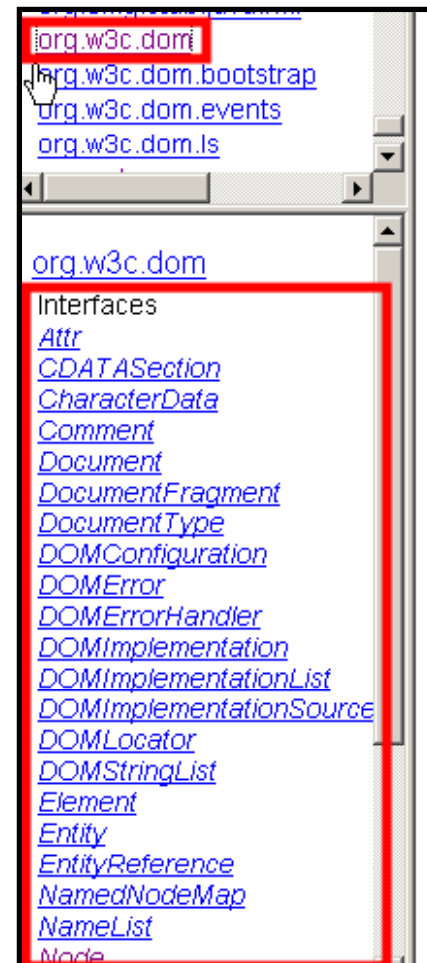 org.w3c.dom
org.w3c.dom.bootstrap
org.w3c.dom.events
org.w3c.dom.ls
org.w3c.dom
Interfaces
Attr
CDATASection
CharacterData
Comment
Document
DocumentFragment
DocumentType
DOMConfiguration
DOMError
DOMErrorHandler
DOMImplementation
DOMImplementationList
DOMImplementationSource
DOMLocator
DOMStringList
Element
Entity
EntityReference
NamedNodeMap
NameList
Node